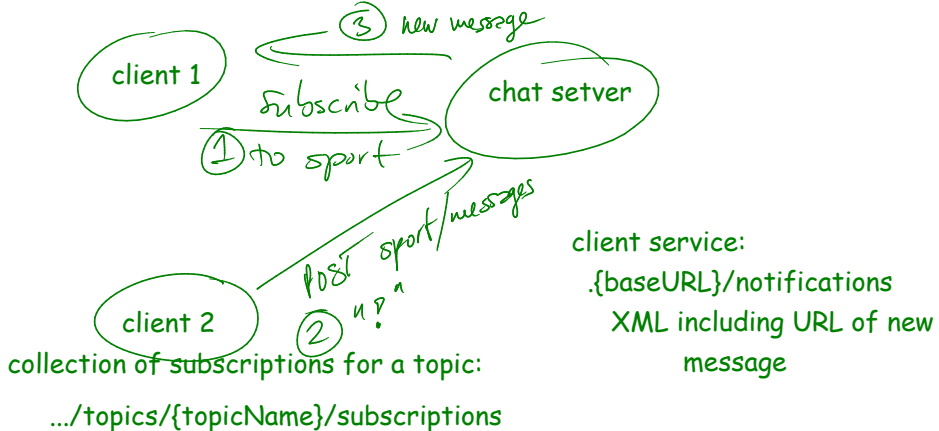 ③ new message
client 1
chat setver
subscribe
① to sport
POST sport/messages
② "?"
client 2
client service:
.{baseURL}/notifications
XML including URL of new
message
collection of subscriptions for a topic:
.../topics/{topicName}/subscriptions